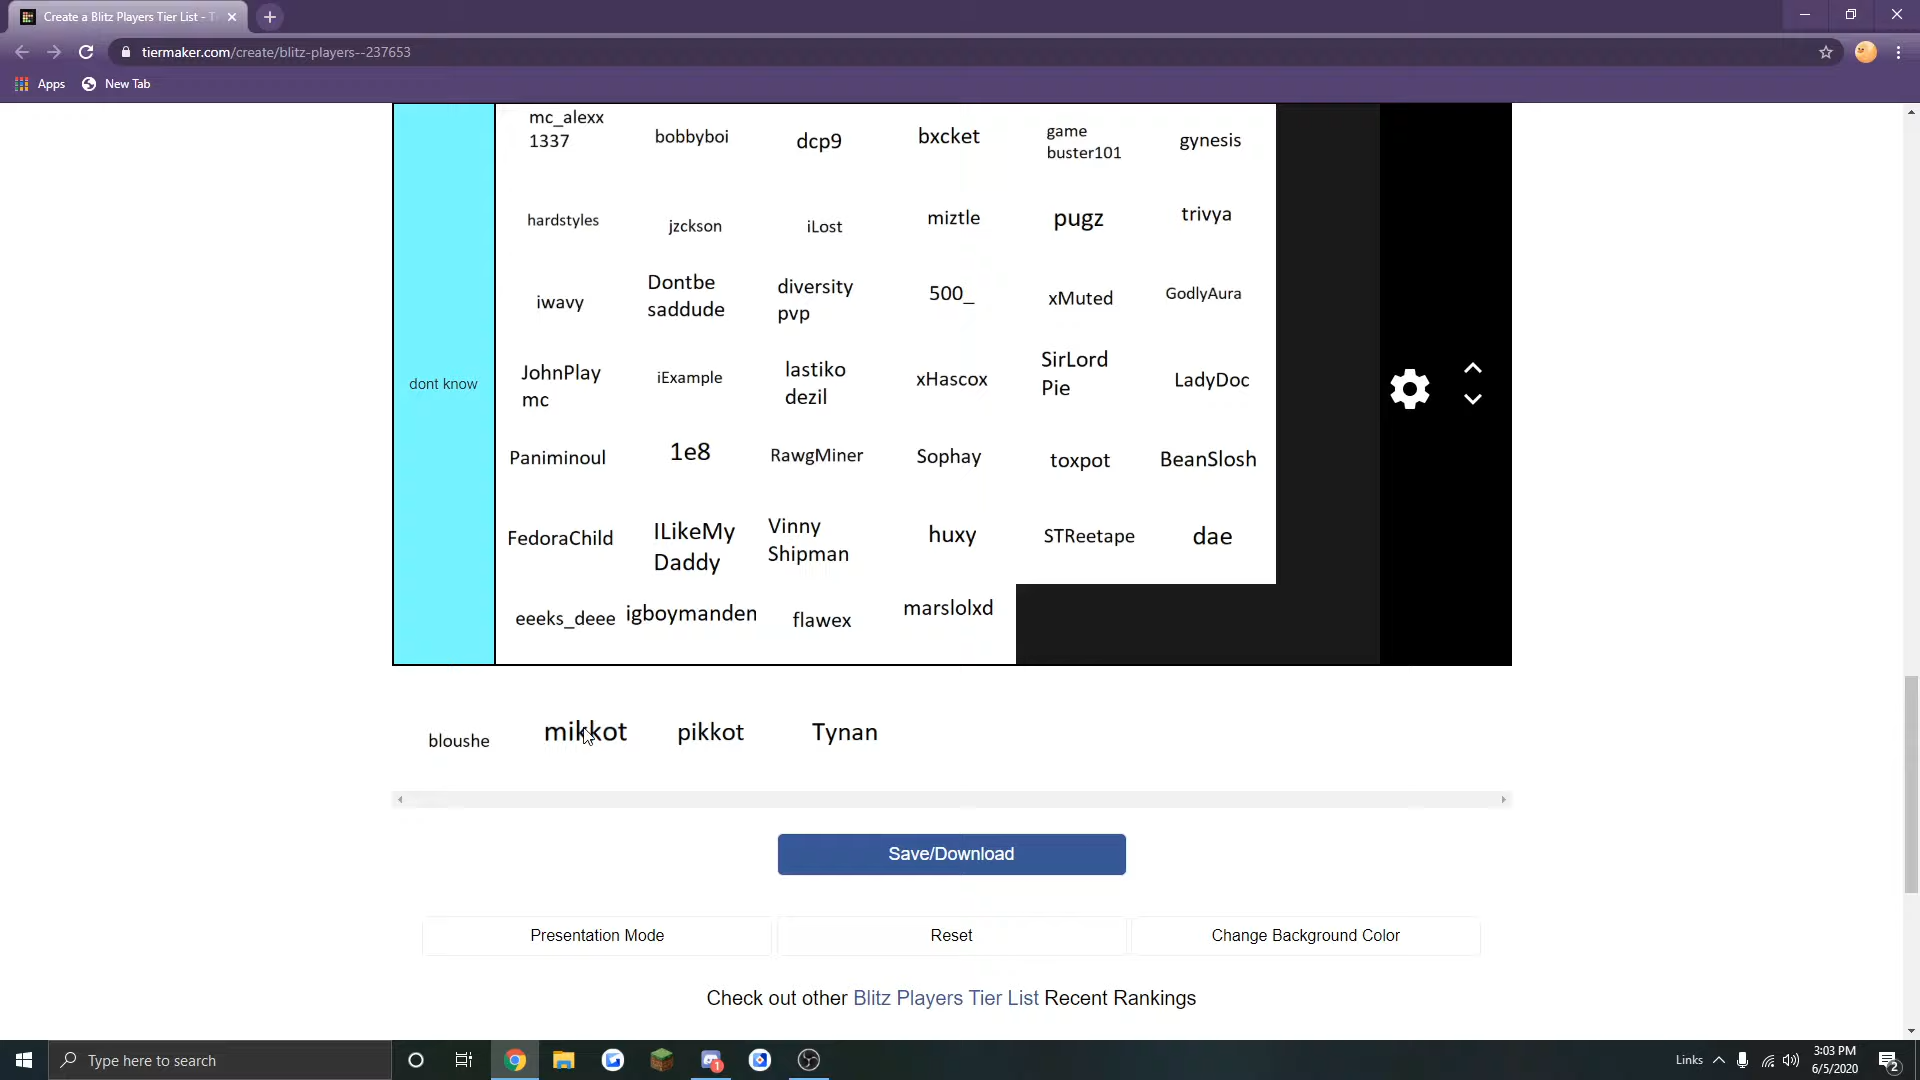 Create a Blitz Players Tier List - T
tiermaker.com/create/blitz-players--237653
Apps
New Tab
mc_alexx
1337
bobbyboi
dcp9
bxcket
game
buster101
gynesis
hardstyles
jzckson
iLost
miztle
pugz
trivya
iwavy
Dontbe
saddude
diversity
pvp
500_
xMuted
GodlyAura
dont know
JohnPlay
mc
iExample
lastiko
dezil
xHascox
SirLord
Pie
LadyDoc
Paniminoul
1e8
RawgMiner
Sophay
toxpot
BeanSlosh
FedoraChild
ILikeMy
Daddy
Vinny
Shipman
huxy
STReetape
dae
eeeks_deee
igboymanden
flawex
marslolxd
bloushe
mikkot
pikkot
Tynan
Save/Download
Presentation Mode
Reset
Change Background Color
Check out other Blitz Players Tier List Recent Rankings
Type here to search
1
Links
3:03 PM
6/5/2020
2